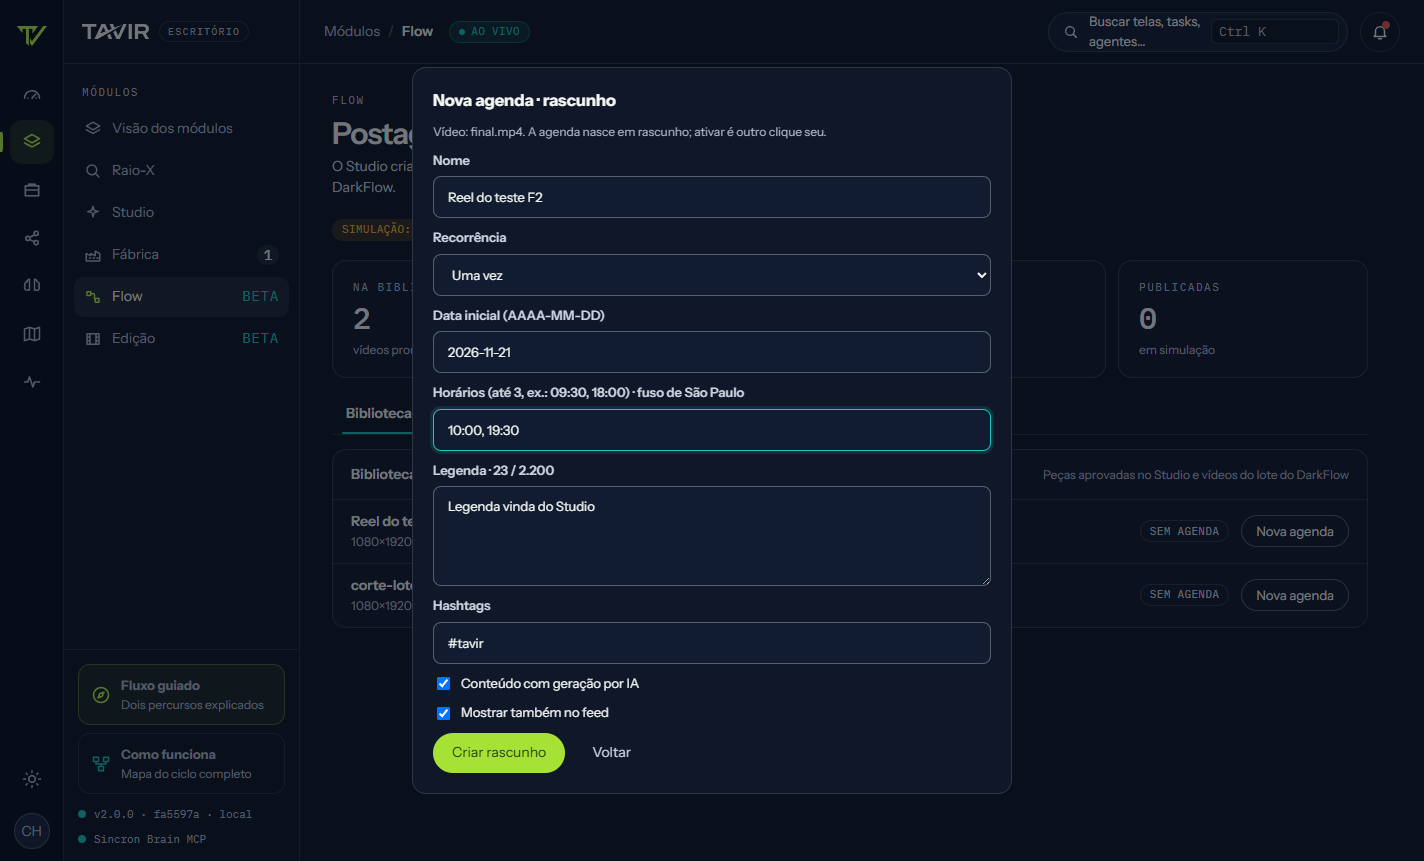 TAVIR
ESCRITÓRIO
Módulos / Flow
AO VIVO
Buscar telas, tasks,
agentes...
Ctrl K
MÓDULOS
Visão dos módulos
Raio-X
Studio
Fábrica
1
Flow
BETA
Edição
BETA
Fluxo guiado
Dois percursos explicados
Como funciona
Mapa do ciclo completo
v2.0.0 · fa5597a · local
Sincron Brain MCP
CH
FLOW
O Studio
DarkFlow.
SIMULAÇÃO:
NA
2
vídeos
PUBLICADAS
0
em simulação
Biblioteca
Biblioteca
Peças aprovadas no Studio e vídeos do lote do DarkFlow
Reel do
1080×1920
SEM AGENDA
Nova agenda
1080×1920
SEM AGENDA
Nova agenda
Nova agenda · rascunho
Vídeo: final.mp4. A agenda nasce em rascunho; ativar é outro clique seu.
Nome
Reel do teste F2
Recorrência
Uma vez
Data inicial (AAAA-MM-DD)
2026-11-21
Horários (até 3, ex.: 09:30, 18:00) · fuso de São Paulo
10:00, 19:30
Legenda · 23 / 2.200
Legenda vinda do Studio
Hashtags
#tavir
Conteúdo com geração por IA
Mostrar também no feed
Criar rascunho
Voltar